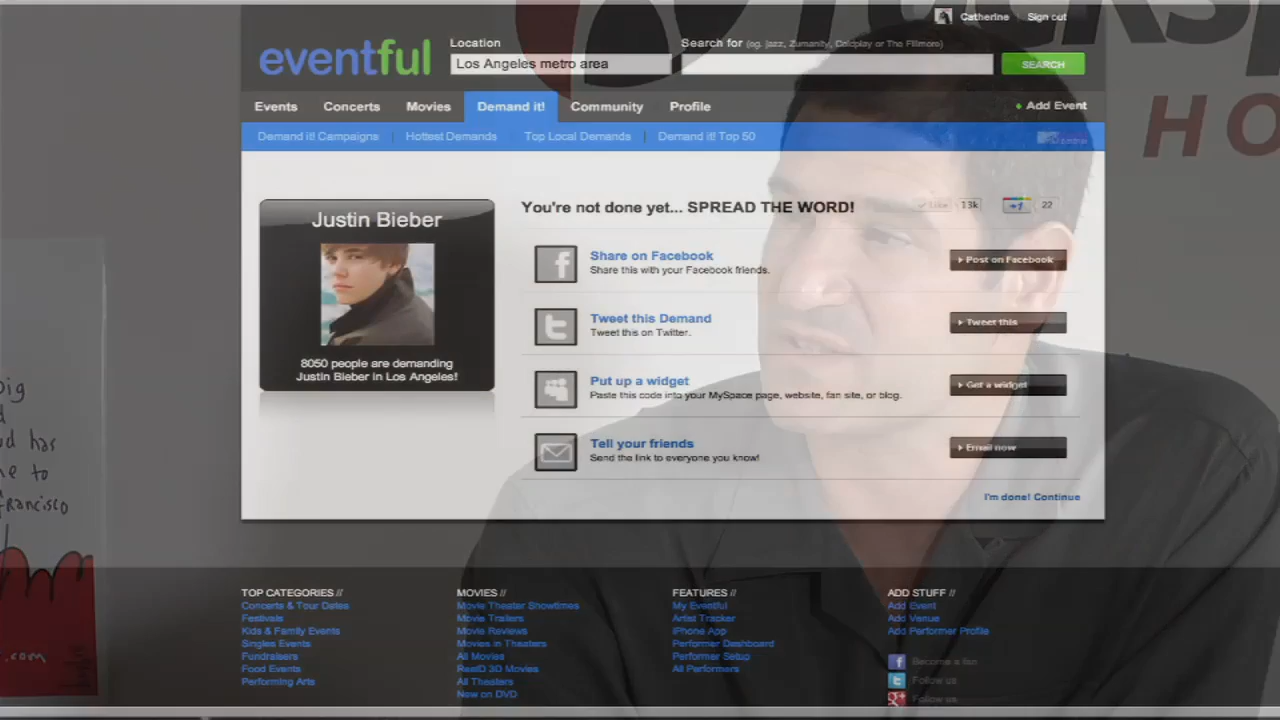 Catherine Sign out
eventful
Location
Los Angeles metro area
Search for (eg. jazz, Zumanity, Coldplay or The Fillmore)
SEARCH
Events Concerts Movies Demand it! Community Profile
Add Event
Demand it! Campaigns Hottest Demands Top Local Demands Demand it! Top 50
HO
Justin Bieber
8050 people are demanding
Justin Bieber in Los Angeles!
You're not done yet... SPREAD THE WORD!
Like 13k 22
Share on Facebook
Share this with your Facebook friends.
Post on Facebook
Tweet this Demand
Tweet this on Twitter.
Tweet this
Put up a widget
Paste this code into your MySpace page, website, fan site, or blog.
Get a widget
Tell your friends
Send the link to everyone you know!
Email now
I'm done! Continue
big
has
to
Francisco
.com
TOP CATEGORIES //
Concerts & Tour Dates
Festivals
Kids & Family Events
Singles Events
Fundraisers
Food Events
Performing Arts
MOVIES //
Movie Theater Showtimes
Movie Trailers
Movie Reviews
Movies in Theaters
All Movies
RealD 3D Movies
All Theaters
New on DVD
FEATURES //
My Eventful
Artist Tracker
iPhone App
Performer Dashboard
Performer Setup
All Performers
ADD STUFF //
Add Event
Add Venue
Add Performer Profile
Become a fan
Follow us
Follow us